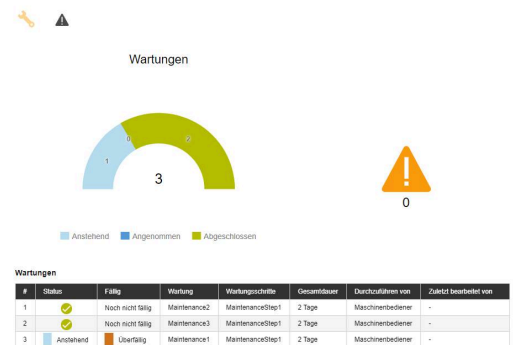 Wartungen
0
2
1
3
0
Anstehend Angenommen Abgeschlossen
Wartungen
# Status Fällig Wartung Wartungsschritte Gesamtdauer Durchzuführen von Zuletzt bearbeitet von
1 Noch nicht fällig Maintenance2 MaintenanceStep1 2 Tage Maschinenbediener -
2 Noch nicht fällig Maintenance3 MaintenanceStep1 2 Tage Maschinenbediener -
3 Anstehend Überfällig Maintenance1 MaintenanceStep1 2 Tage Maschinenbediener -